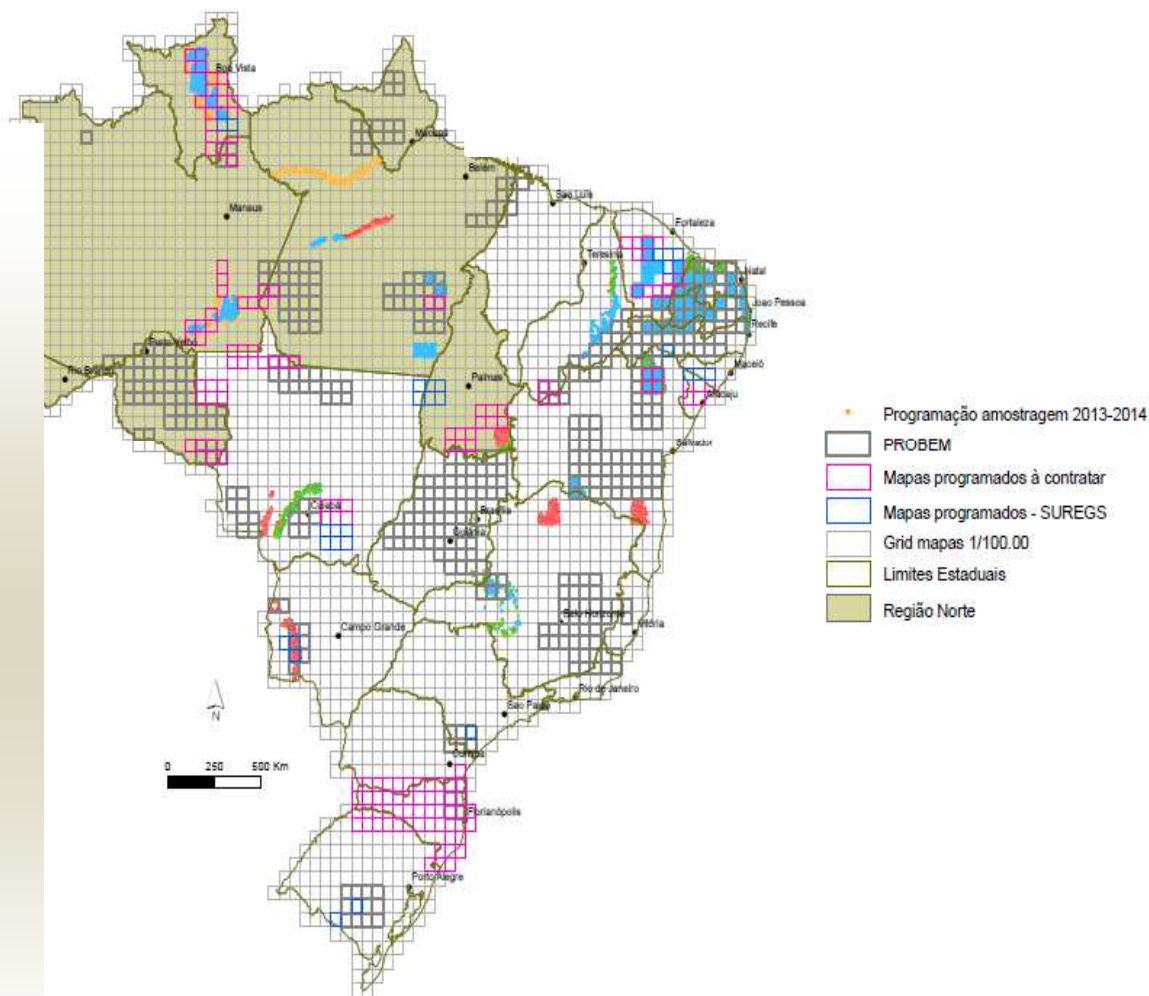 Boa Vista
Macapá
Belém
São Luís
Manaus
Fortaleza
Teresina
Natal
Joao Pessoa
Recife
Porto Velho
Maceió
Rio Branco
Palmas
Aracaju
Salvador
Cuiabá
Brasília
Goiânia
Belo Horizonte
Campo Grande
Vitória
Rio de Janeiro
Sao Paulo
Curitiba
Florianópolis
Porto Alegre
N
0 250 500 Km
Programação amostragem 2013-2014
PROBEM
Mapas programados à contratar
Mapas programados - SUREGS
Grid mapas 1/100.00
Limites Estaduais
Região Norte